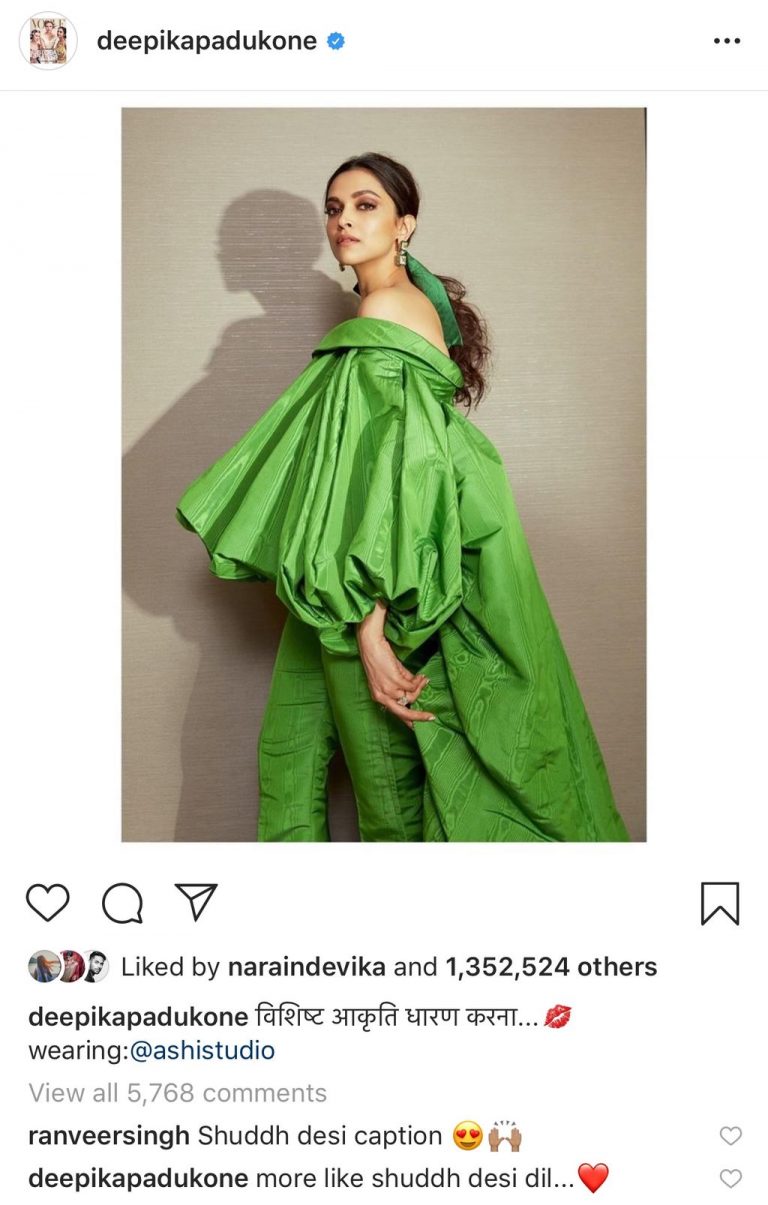 deepikapadukone
Liked by naraindevika and 1,352,524 others
deepikapadukone विशिष्ट आकृति धारण करना...💋
wearing:@ashistudio
View all 5,768 comments
ranveersingh Shuddh desi caption 😍🙌🏽
deepikapadukone more like shuddh desi dil...❤️